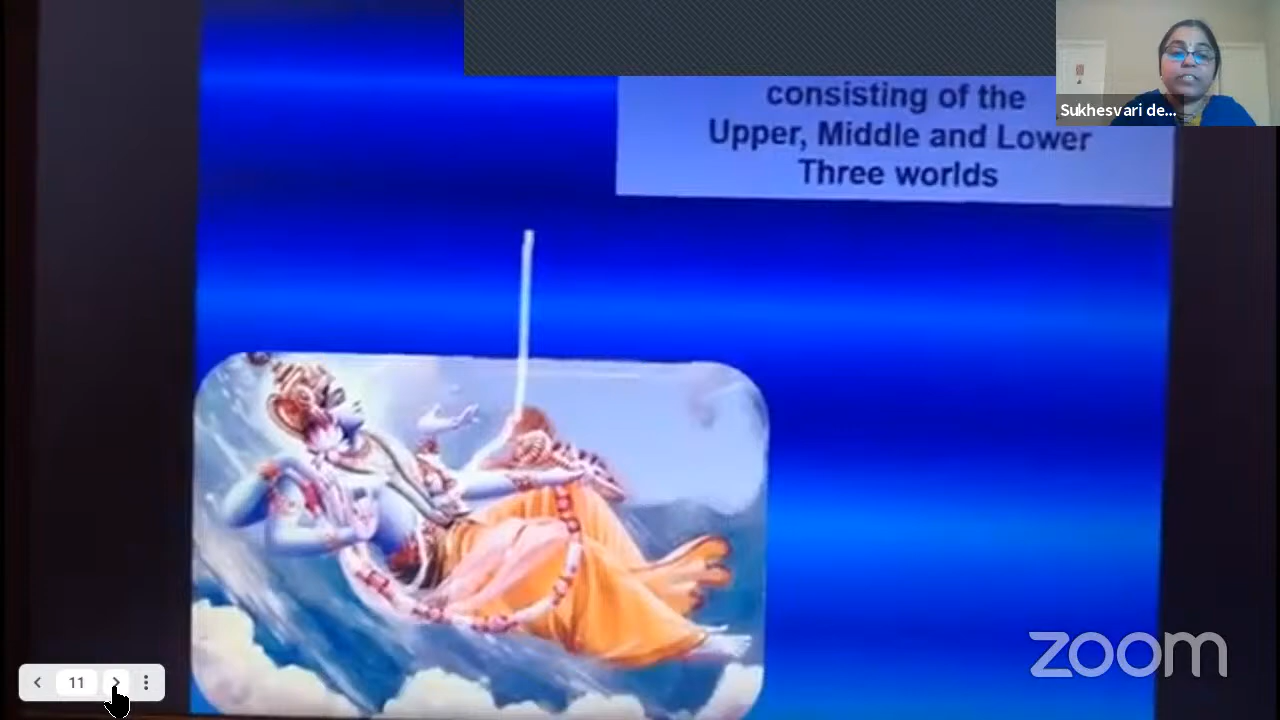 consisting of the
Upper, Middle and Lower
Three worlds
Sukhesvari de...
11
zoom